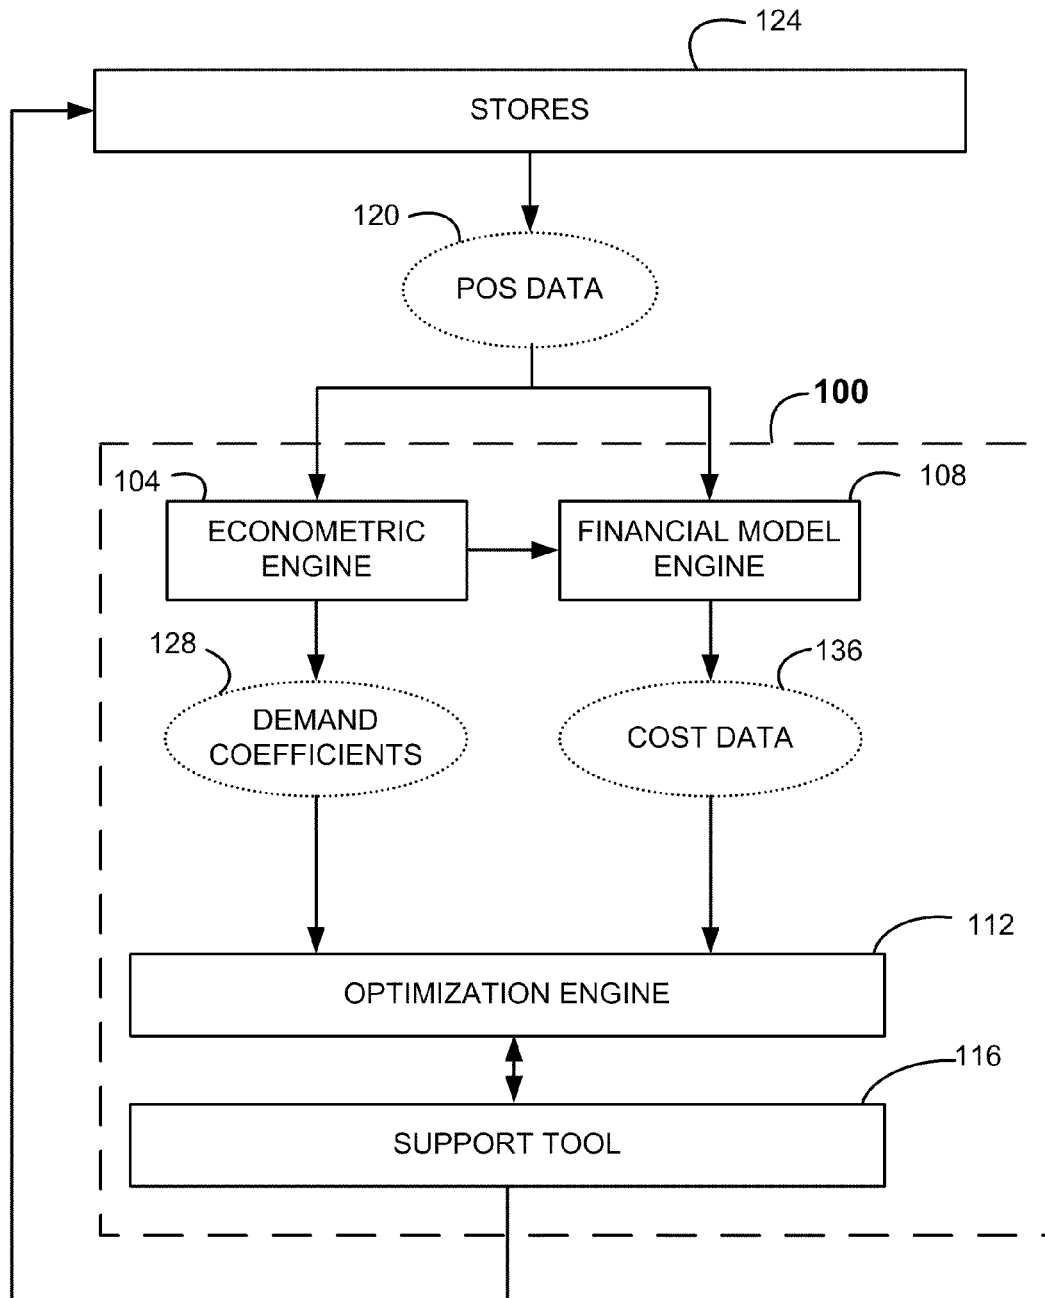 124
STORES
120
POS DATA
100
104
108
ECONOMETRIC
ENGINE
FINANCIAL MODEL
ENGINE
128
136
DEMAND
COEFFICIENTS
COST DATA
112
OPTIMIZATION ENGINE
116
SUPPORT TOOL